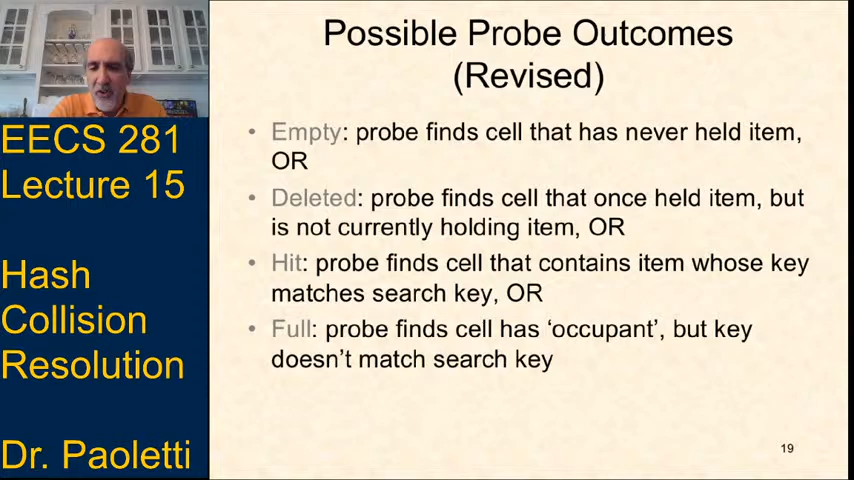 EECS 281
Lecture 15
Hash
Collision
Resolution
Dr. Paoletti
Possible Probe Outcomes
(Revised)
• Empty: probe finds cell that has never held item,
OR
• Deleted: probe finds cell that once held item, but
is not currently holding item, OR
• Hit: probe finds cell that contains item whose key
matches search key, OR
• Full: probe finds cell has ‘occupant’, but key
doesn’t match search key
19